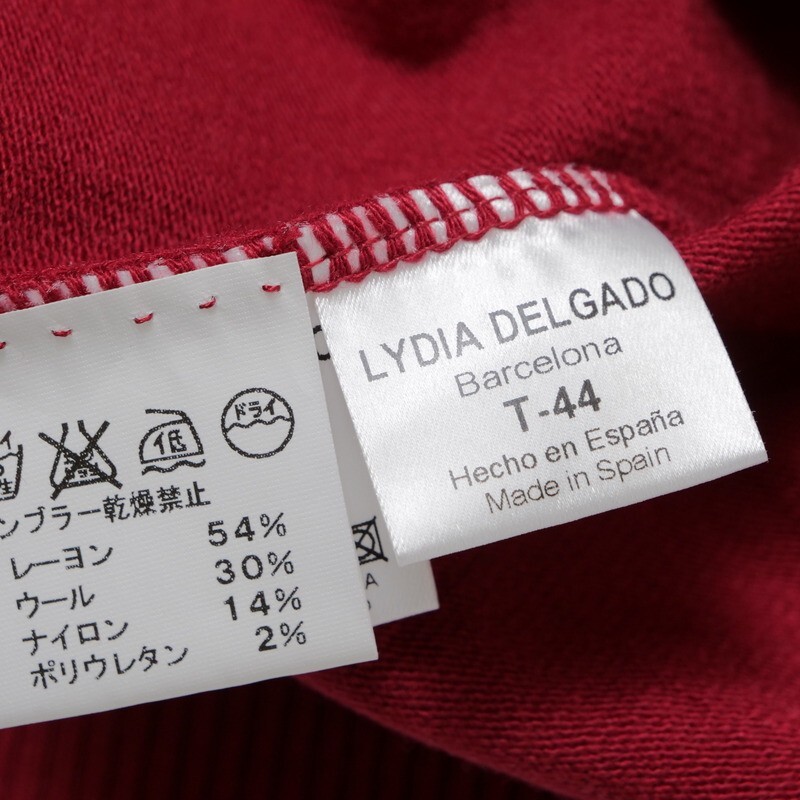 ドライ
低
ンブラー乾燥禁止
レーヨン 54%
ウール 30%
ナイロン 14%
ポリウレタン 2%
LYDIA DELGADO
Barcelona
T-44
Hecho en España
Made in Spain
A